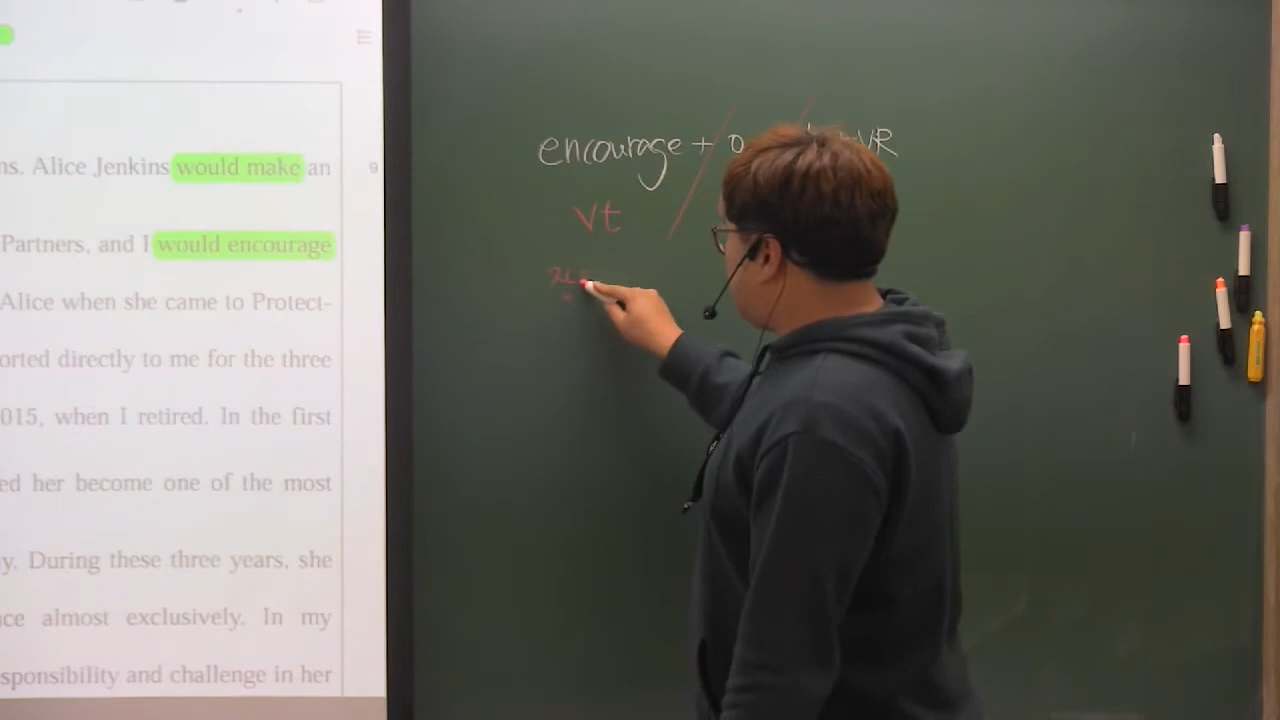 ns. Alice Jenkins would make an
9
Partners, and I would encourage
Alice when she came to Protect-
orted directly to me for the three
015, when I retired. In the first
ed her become one of the most
y. During these three years, she
ce almost exclusively. In my
sponsibility and challenge in her
encourage + o VR
vt